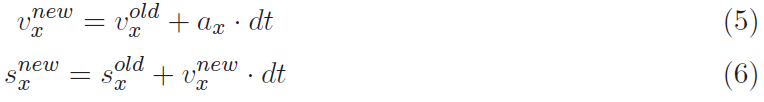 v_x^{new} = v_x^{old} + a_x · dt (5)
s_x^{new} = s_x^{old} + v_x^{new} · dt (6)